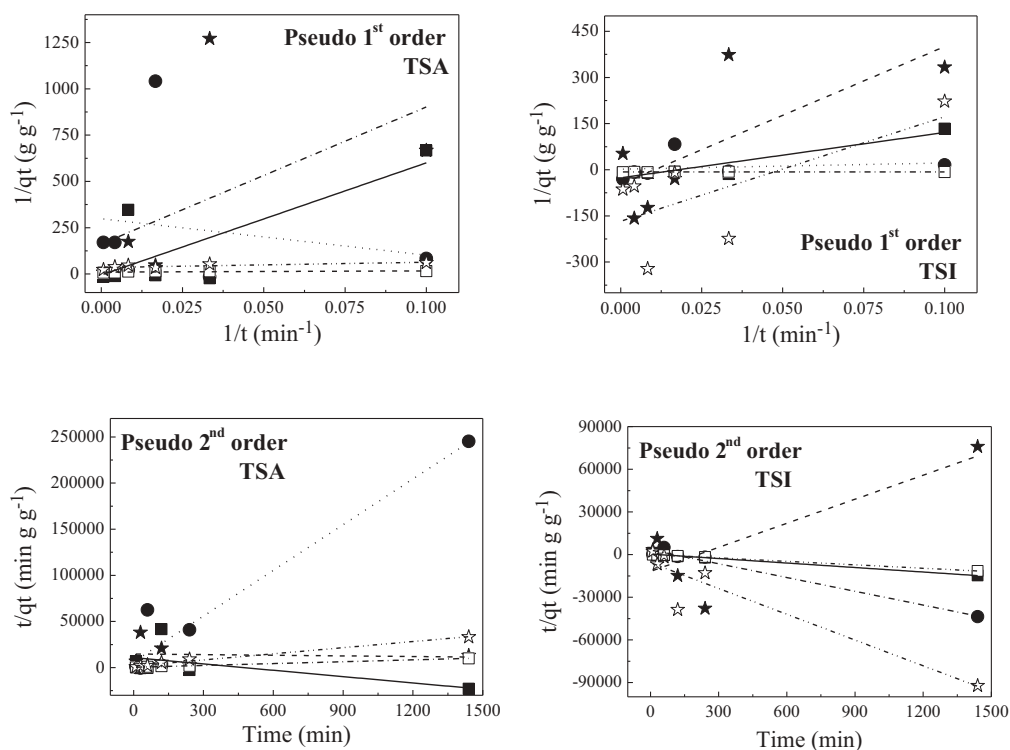 Pseudo 1st order
TSA
1/qt (g g-1)
1250
1000
750
500
250
0
0.000 0.025 0.050 0.075 0.100
1/t (min-1)
1/qt (g g-1)
450
300
150
0
-150
-300
Pseudo 1st order
TSI
0.000 0.025 0.050 0.075 0.100
1/t (min-1)
Pseudo 2nd order
TSA
t/qt (min g g-1)
250000
200000
150000
100000
50000
0
0 300 600 900 1200 1500
Time (min)
Pseudo 2nd order
TSI
t/qt (min g g-1)
90000
60000
30000
0
-30000
-60000
-90000
0 300 600 900 1200 1500
Time (min)